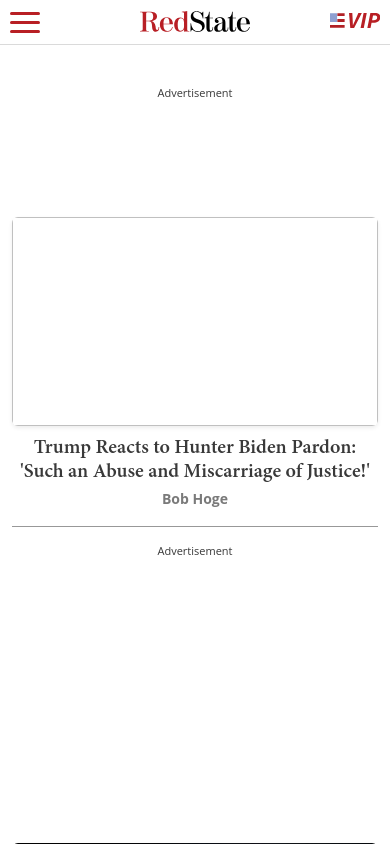 RedState
VIP
Advertisement
Trump Reacts to Hunter Biden Pardon:
'Such an Abuse and Miscarriage of Justice!'
Bob Hoge
Advertisement